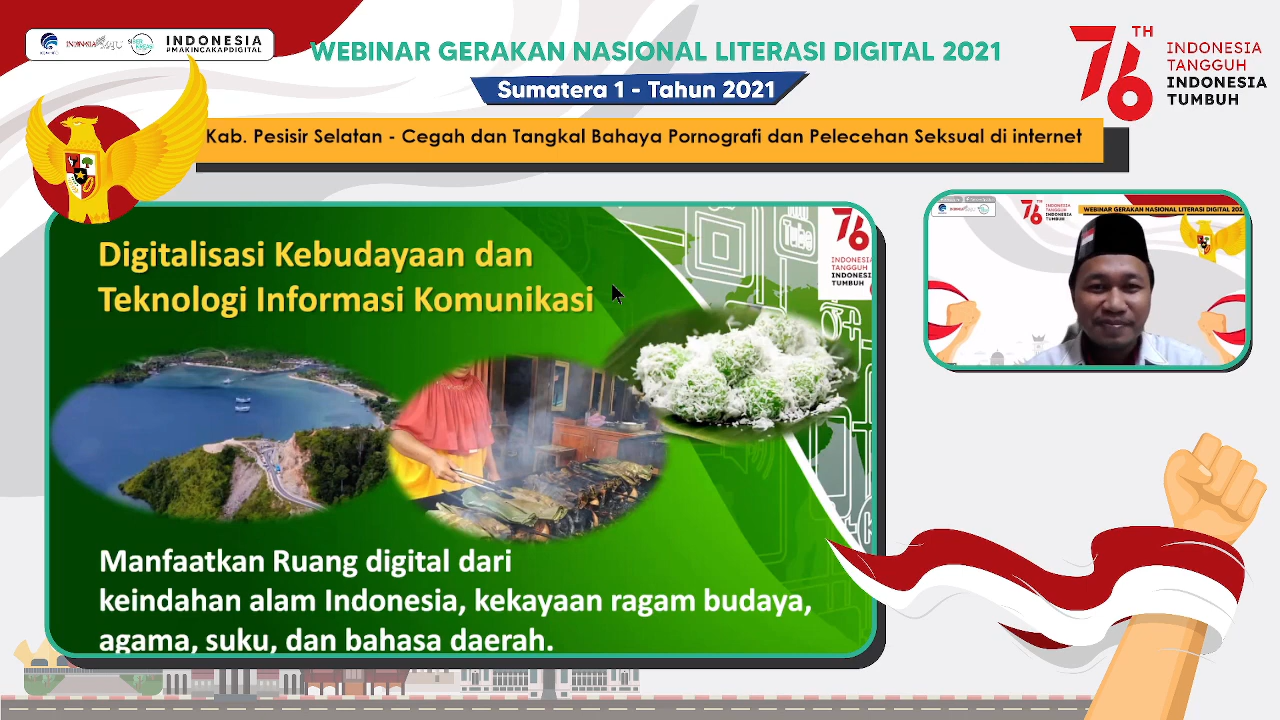 INDONESIA
#MAKINCAKAPDIGITAL
WEBINAR GERAKAN NASIONAL LITERASI DIGITAL 2021
Sumatera 1 - Tahun 2021
76 TH
INDONESIA
TANGGUH
INDONESIA
TUMBUH
Kab. Pesisir Selatan - Cegah dan Tangkal Bahaya Pornografi dan Pelecehan Seksual di internet
Digitalisasi Kebudayaan dan
Teknologi Informasi Komunikasi
Tube
76
INDONESIA
TANGGUH
INDONESIA
TUMBUH
Manfaatkan Ruang digital dari
keindahan alam Indonesia, kekayaan ragam budaya,
agama, suku, dan bahasa daerah.
76
INDONESIA
TANGGUH
INDONESIA
TUMBUH
WEBINAR GERAKAN NASIONAL LITERASI DIGITAL 202